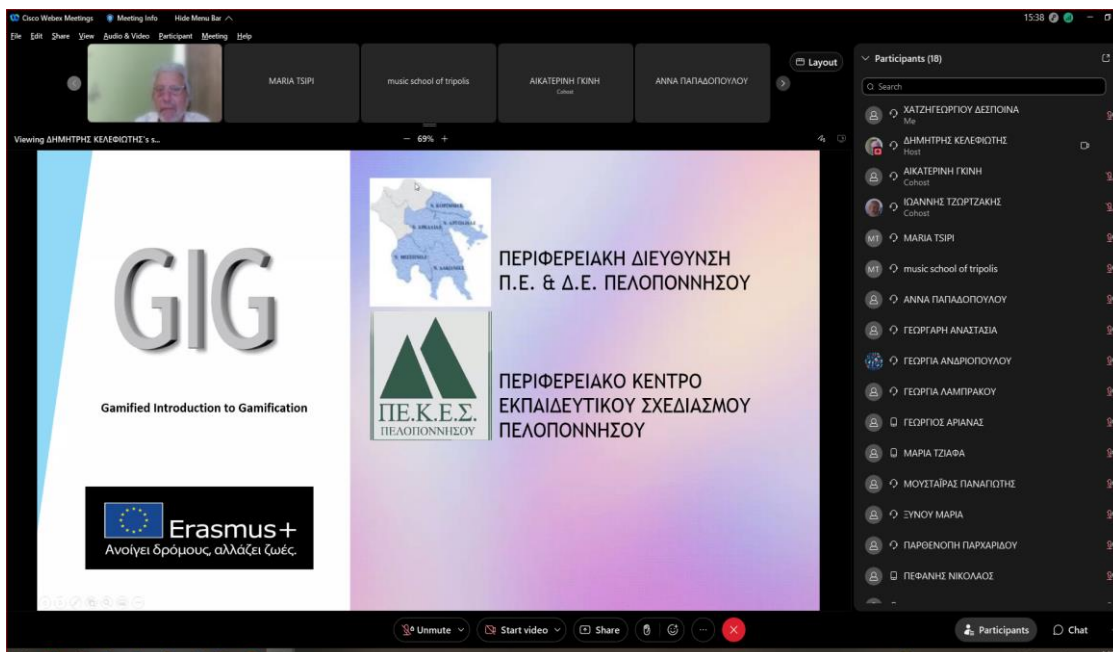 Cisco Webex Meetings
Meeting Info
Hide Menu Bar
15:38
File Edit Share View Audio & Video Participant Meeting Help
MARIA TSIPI
music school of tripolis
ΑΙΚΑΤΕΡΙΝΗ ΓΚΙΝΗ
Cohost
ΑΝΝΑ ΠΑΠΑΔΟΠΟΥΛΟΥ
Layout
Viewing ΔΗΜΗΤΡΗΣ ΚΕΛΕΦΙΩΤΗΣ's s...
69%
GIG
Gamified Introduction to Gamification
Erasmus+
Ανοίγει δρόμους, αλλάζει ζωές.
ΠΕΡΙΦΕΡΕΙΑΚΗ ΔΙΕΥΘΥΝΣΗ
Π.Ε. & Δ.Ε. ΠΕΛΟΠΟΝΝΗΣΟΥ
ΠΕ.Κ.Ε.Σ.
ΠΕΛΟΠΟΝΝΗΣΟΥ
ΠΕΡΙΦΕΡΕΙΑΚΟ ΚΕΝΤΡΟ
ΕΚΠΑΙΔΕΥΤΙΚΟΥ ΣΧΕΔΙΑΣΜΟΥ
ΠΕΛΟΠΟΝΝΗΣΟΥ
Participants (18)
Search
ΧΑΤΖΗΓΕΩΡΓΙΟΥ ΔΕΣΠΟΙΝΑ
Me
ΔΗΜΗΤΡΗΣ ΚΕΛΕΦΙΩΤΗΣ
Host
ΑΙΚΑΤΕΡΙΝΗ ΓΚΙΝΗ
Cohost
ΙΩΑΝΝΗΣ ΤΖΩΡΤΖΑΚΗΣ
Cohost
MT MARIA TSIPI
MT music school of tripolis
ΑΝΝΑ ΠΑΠΑΔΟΠΟΥΛΟΥ
ΓΕΩΡΓΑΡΗ ΑΝΑΣΤΑΣΙΑ
ΓΕΩΡΓΙΑ ΑΝΔΡΙΟΠΟΥΛΟΥ
ΓΕΩΡΓΙΑ ΛΑΜΠΡΑΚΟΥ
ΓΕΩΡΓΙΟΣ ΑΡΙΑΝΑΣ
ΜΑΡΙΑ ΤΖΙΑΦΑ
ΜΟΥΣΤΑΪΡΑΣ ΠΑΝΑΓΙΩΤΗΣ
ΞΥΝΟΥ ΜΑΡΙΑ
ΠΑΡΘΕΝΟΠΗ ΠΑΡΧΑΡΙΔΟΥ
ΠΕΦΑΝΗΣ ΝΙΚΟΛΑΟΣ
Unmute
Start video
Share
Participants
Chat